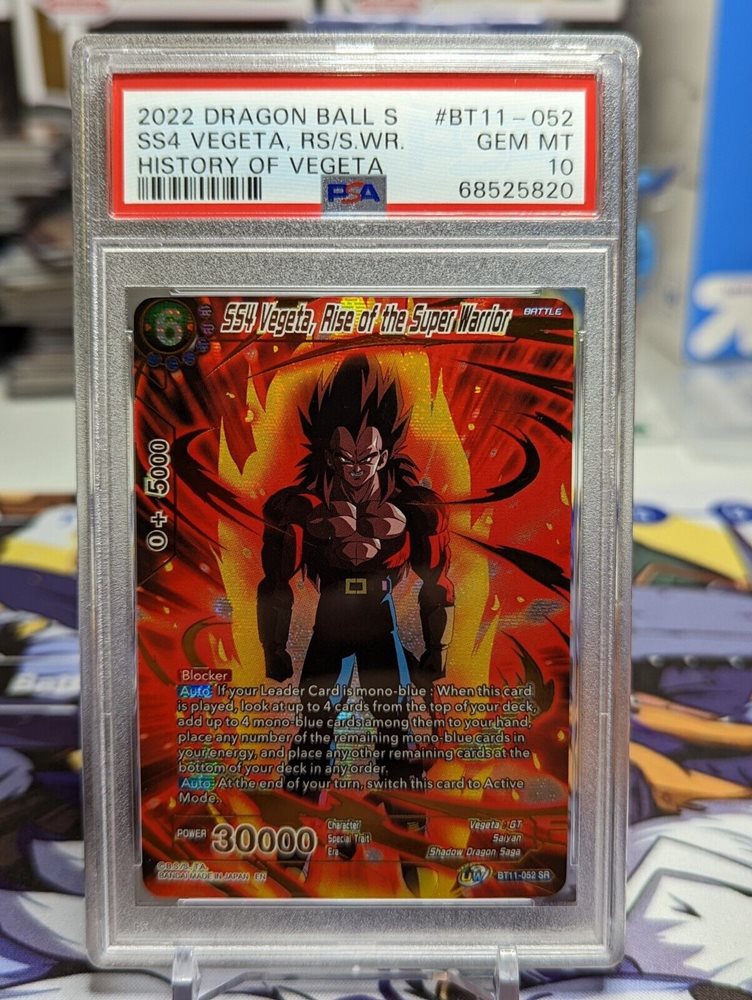 2022 DRAGON BALL S #BT11-052
SS4 VEGETA, RS/S.WR. GEM MT
HISTORY OF VEGETA 10
PSA 68525820
6 SS4 Vegeta, Rise of the Super Warrior BATTLE
0+ 5000
Blocker
Auto If your Leader Card is mono-blue : When this card
is played, look at up to 4 cards from the top of your deck,
add up to 4 mono-blue cards among them to your hand,
place any number of the remaining mono-blue cards in
your energy, and place any other remaining cards at the
bottom of your deck in any order.
Auto At the end of your turn, switch this card to Active
Mode.
POWER 30000
Character Vegeta : GT
Special Trait Saiyan
Era Shadow Dragon Saga
©B.S./S., T.A.
BANDAI MADE IN JAPAN EN
UW BT11-052 SR